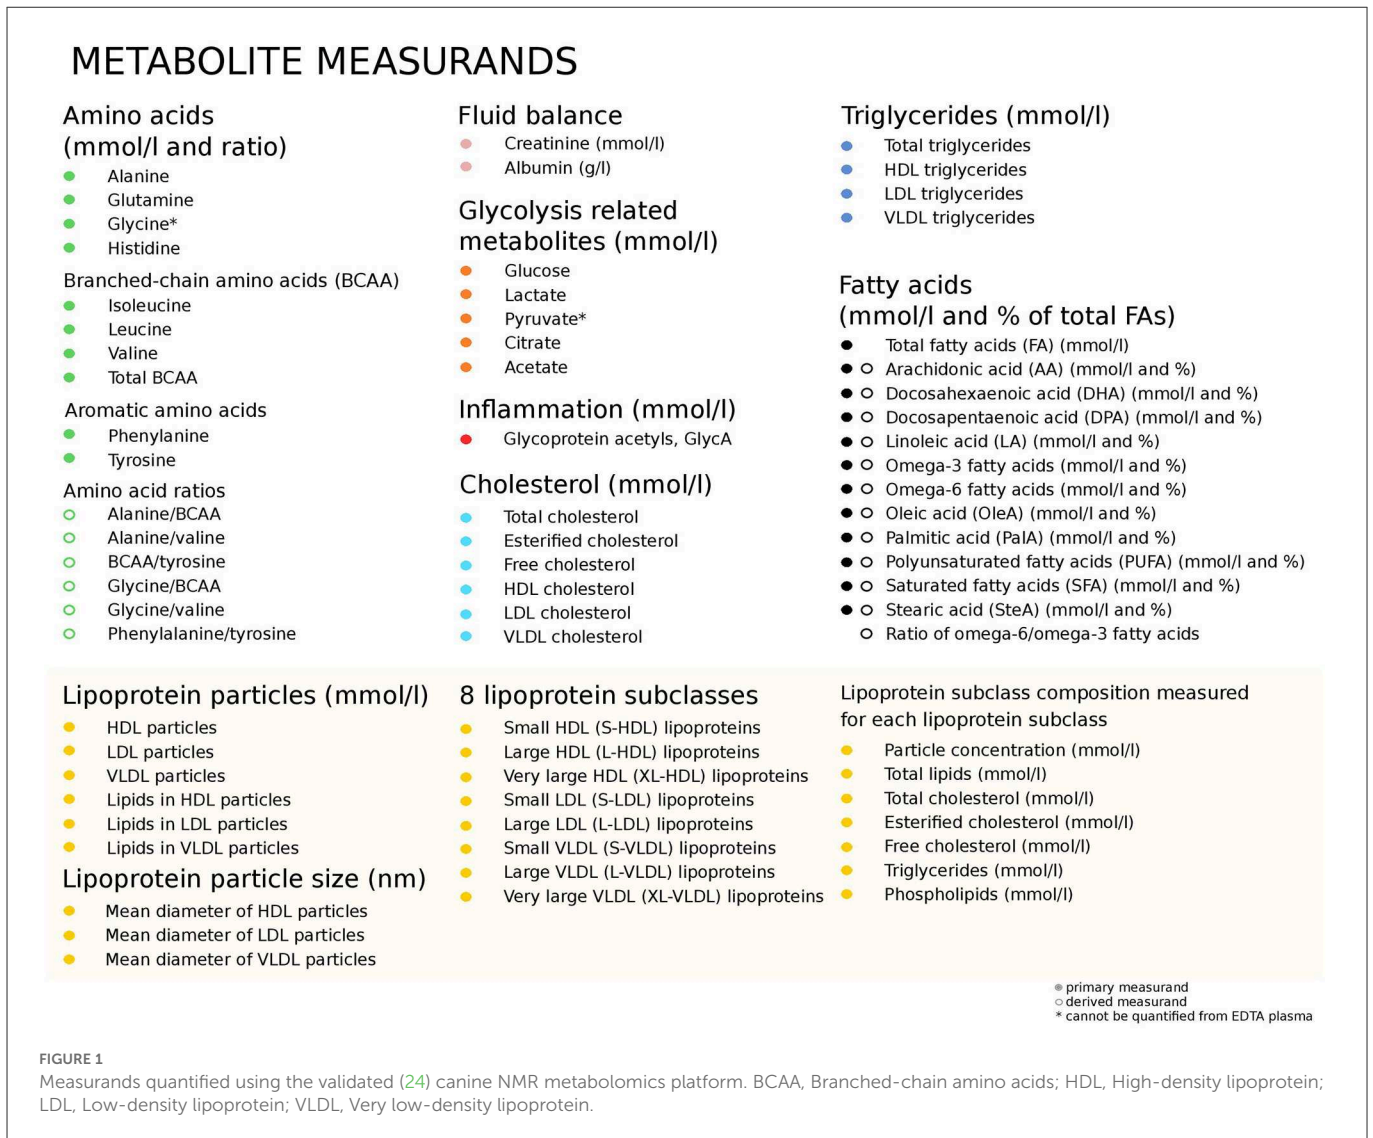 METABOLITE MEASURANDS
Amino acids
(mmol/l and ratio)
Alanine
Glutamine
Glycine*
Histidine
Branched-chain amino acids (BCAA)
Isoleucine
Leucine
Valine
Total BCAA
Aromatic amino acids
Phenylanine
Tyrosine
Amino acid ratios
Alanine/BCAA
Alanine/valine
BCAA/tyrosine
Glycine/BCAA
Glycine/valine
Phenylalanine/tyrosine
Fluid balance
Creatinine (mmol/l)
Albumin (g/l)
Glycolysis related
metabolites (mmol/l)
Glucose
Lactate
Pyruvate*
Citrate
Acetate
Inflammation (mmol/l)
Glycoprotein acetyls, GlycA
Cholesterol (mmol/l)
Total cholesterol
Esterified cholesterol
Free cholesterol
HDL cholesterol
LDL cholesterol
VLDL cholesterol
Triglycerides (mmol/l)
Total triglycerides
HDL triglycerides
LDL triglycerides
VLDL triglycerides
Fatty acids
(mmol/l and % of total FAs)
Total fatty acids (FA) (mmol/l)
Arachidonic acid (AA) (mmol/l and %)
Docosahexaenoic acid (DHA) (mmol/l and %)
Docosapentaenoic acid (DPA) (mmol/l and %)
Linoleic acid (LA) (mmol/l and %)
Omega-3 fatty acids (mmol/l and %)
Omega-6 fatty acids (mmol/l and %)
Oleic acid (OleA) (mmol/l and %)
Palmitic acid (PalA) (mmol/l and %)
Polyunsaturated fatty acids (PUFA) (mmol/l and %)
Saturated fatty acids (SFA) (mmol/l and %)
Stearic acid (SteA) (mmol/l and %)
Ratio of omega-6/omega-3 fatty acids
Lipoprotein particles (mmol/l)
HDL particles
LDL particles
VLDL particles
Lipids in HDL particles
Lipids in LDL particles
Lipids in VLDL particles
Lipoprotein particle size (nm)
Mean diameter of HDL particles
Mean diameter of LDL particles
Mean diameter of VLDL particles
8 lipoprotein subclasses
Small HDL (S-HDL) lipoproteins
Large HDL (L-HDL) lipoproteins
Very large HDL (XL-HDL) lipoproteins
Small LDL (S-LDL) lipoproteins
Large LDL (L-LDL) lipoproteins
Small VLDL (S-VLDL) lipoproteins
Large VLDL (L-VLDL) lipoproteins
Very large VLDL (XL-VLDL) lipoproteins
Lipoprotein subclass composition measured
for each lipoprotein subclass
Particle concentration (mmol/l)
Total lipids (mmol/l)
Total cholesterol (mmol/l)
Esterified cholesterol (mmol/l)
Free cholesterol (mmol/l)
Triglycerides (mmol/l)
Phospholipids (mmol/l)
primary measurand
derived measurand
* cannot be quantified from EDTA plasma
FIGURE 1
Measurands quantified using the validated (24) canine NMR metabolomics platform. BCAA, Branched-chain amino acids; HDL, High-density lipoprotein;
LDL, Low-density lipoprotein; VLDL, Very low-density lipoprotein.